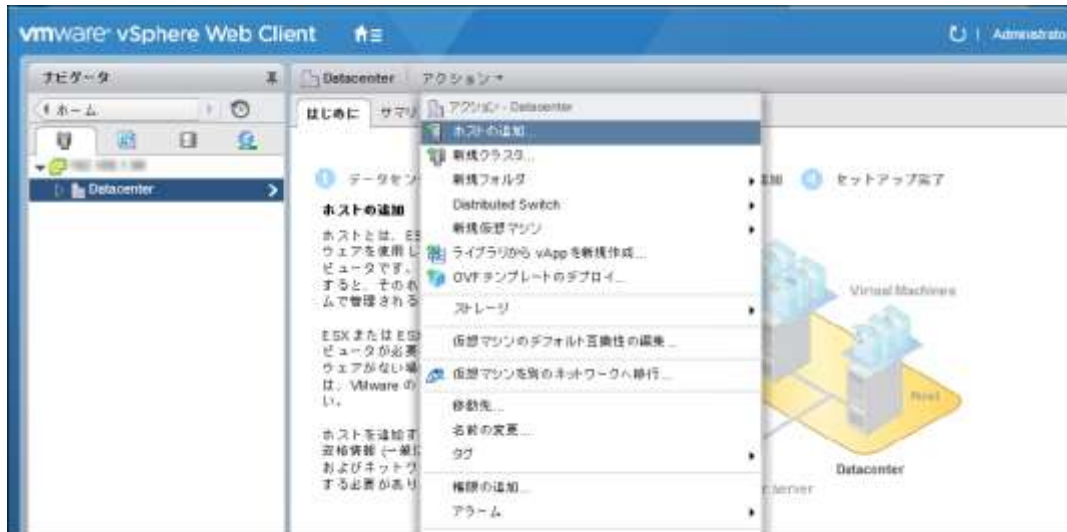 vmware vSphere Web Client
Administrato
ナビゲータ
ホーム
Datacenter
Datacenter アクション
はじめに サマリ
アクション - Datacenter
ホストの追加...
新規クラスタ...
新規フォルダ
Distributed Switch
新規仮想マシン
ライブラリから vApp を新規作成...
OVF テンプレートのデプロイ...
ストレージ
仮想マシンのデフォルト互換性の編集...
仮想マシンを別のネットワークへ移行...
移動先...
名前の変更...
タグ
権限の追加...
アラーム
データセン
ホストの追加
ホストとは、ES
ウェアを使用し
ピュータです。
すると、そのホ
ムで管理される
ESX または ES
ピュータが必要
ウェアがない場
は、VMware の
い。
ホストを追加す
およびネットワ
する必要があり
追加
セットアップ完了
Virtual Machines
Host
Datacenter
server